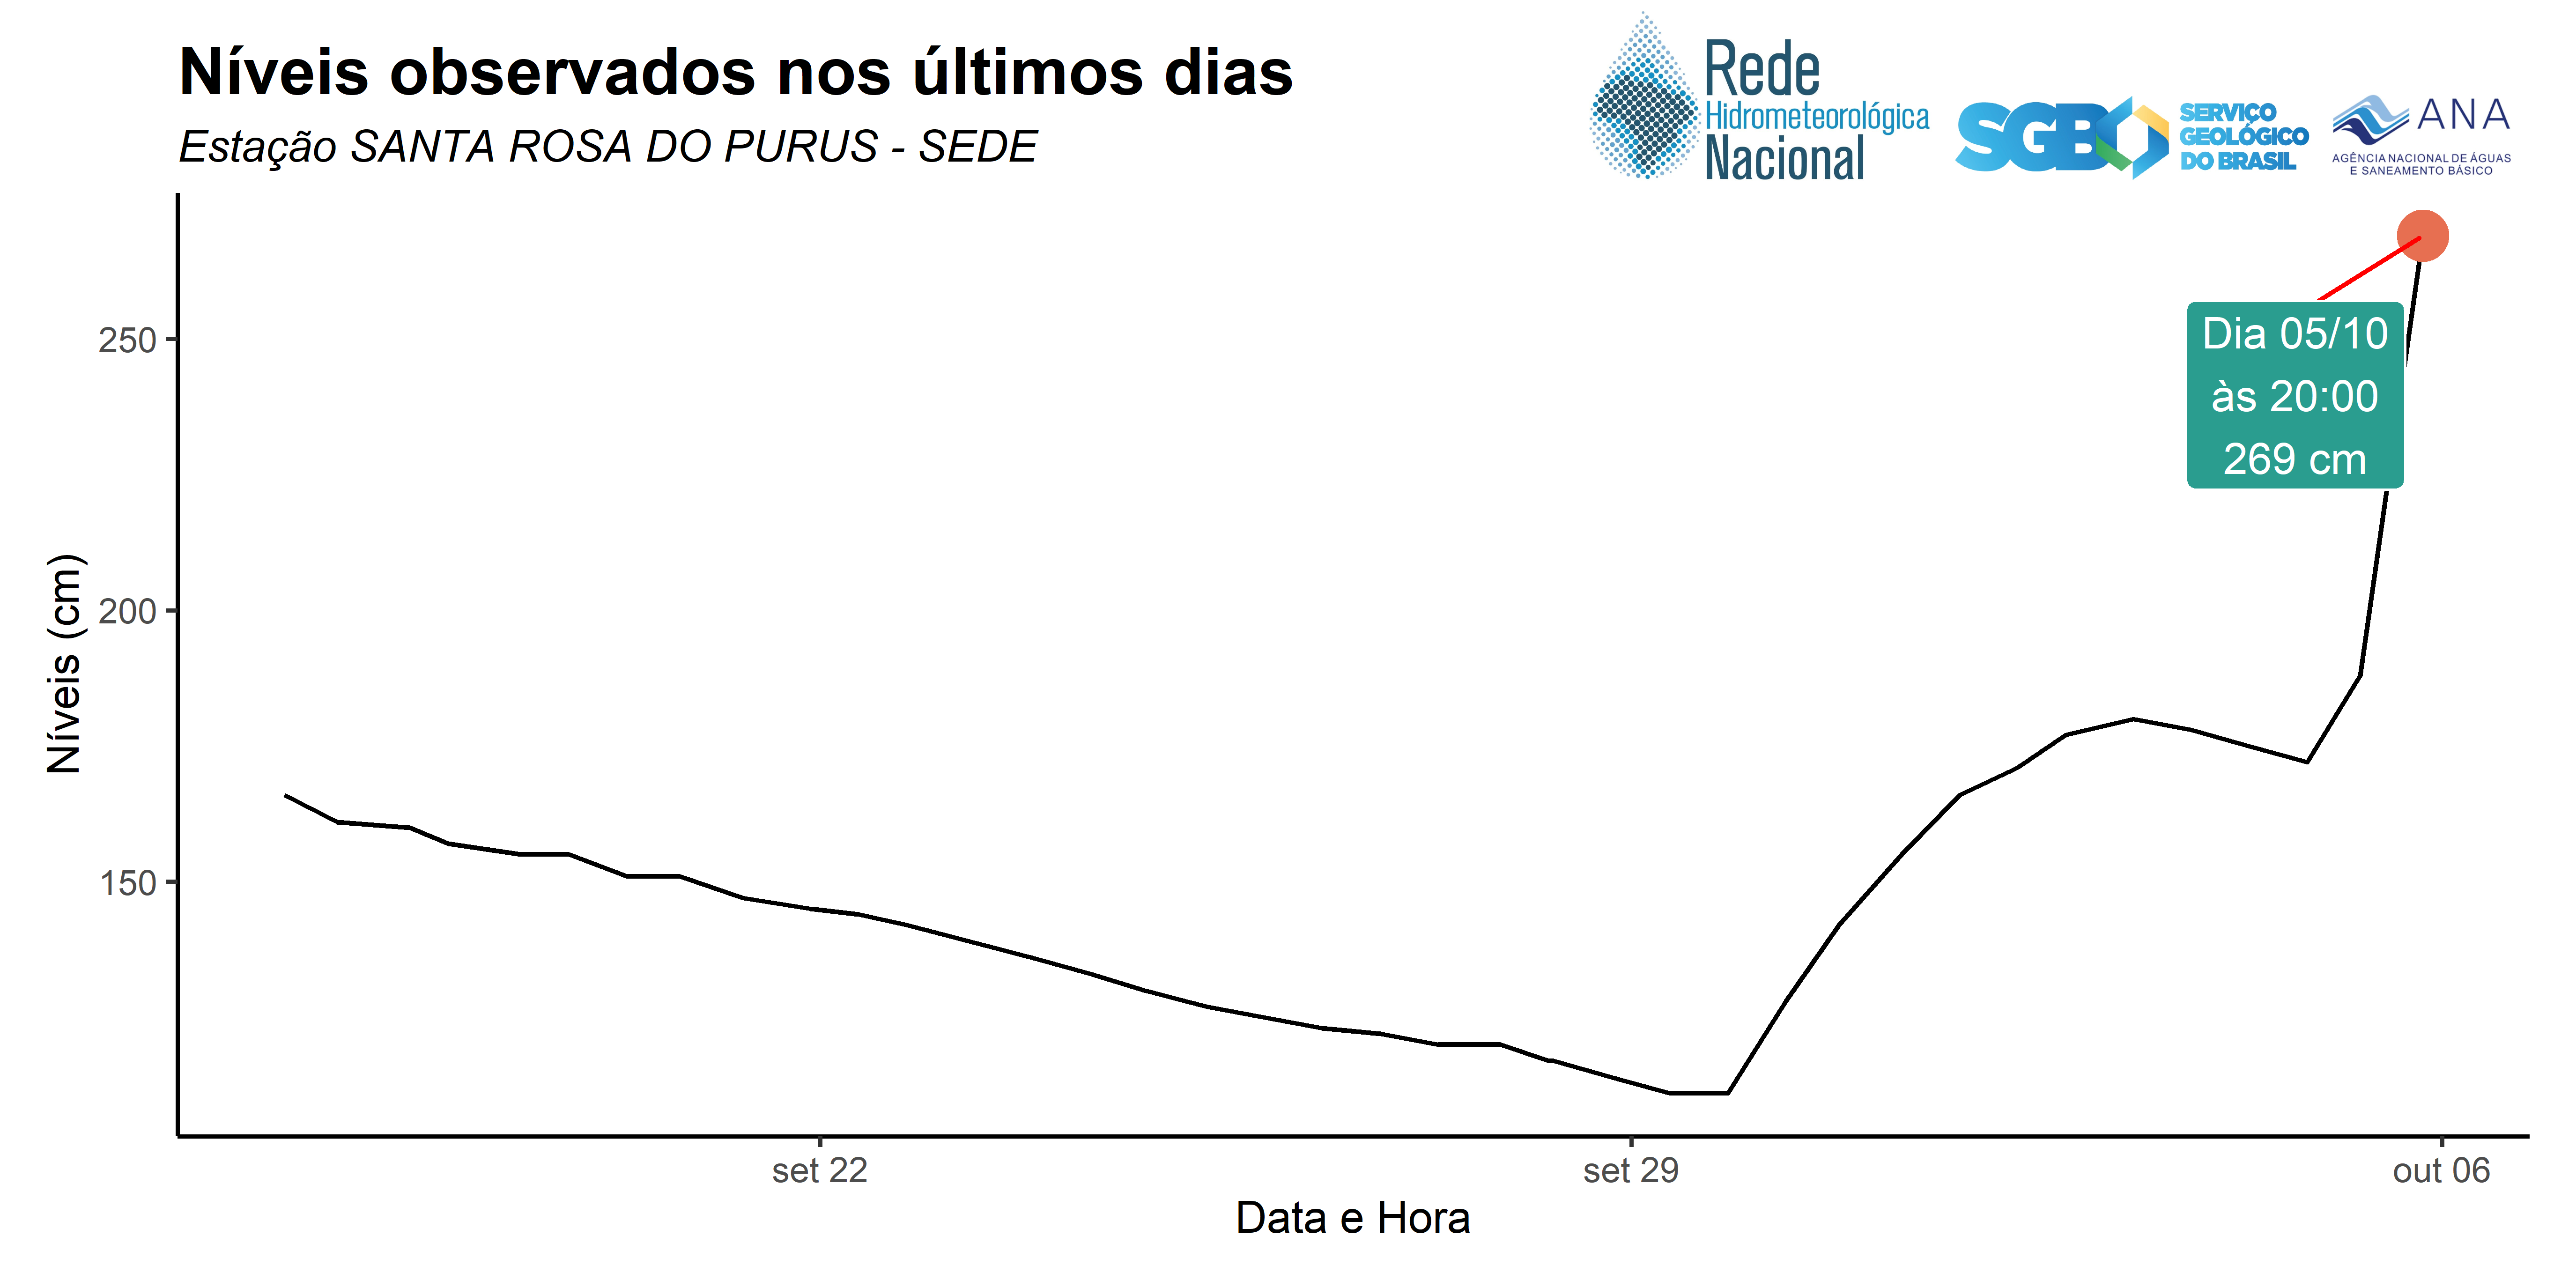 Níveis observados nos últimos dias
Estação SANTA ROSA DO PURUS - SEDE
Rede
Hidrometeorológica
Nacional
SGB
SERVIÇO
GEOLÓGICO
DO BRASIL
ANA
AGÊNCIA NACIONAL DE ÁGUAS
E SANEAMENTO BÁSICO
Dia 05/10
às 20:00
269 cm
Níveis (cm)
250
200
150
set 22
set 29
out 06
Data e Hora